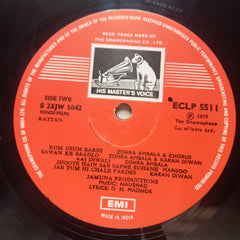 REGD. TRADE MARK OF
THE GRAMOPHONE CO. LTD.
HIS MASTER'S VOICE
SIDE TWO
2XJW 5042
HINDI FILM:
RATTAN
ECLP 5511
Ⓟ 1977
The Gramophone
Co. of India Ltd.
RUM JHUM BARSE ZOHRA AMBALA & CHORUS
SAWAN KE BAADLO ZOHRA AMBALA & KARAN DIWAN
AAI DIWALI ZOHRA AMBALA
JHOOTE HAIN SAB SAPNE SUHANE MANZOO
JAB TUM HI CHALE PARDES KARAN DIWAN
JAMUNA PRODUCTIONS
MUSIC: NAUSHAD
LYRICS: D. N. MADHOK
EMI
MADE IN INDIA